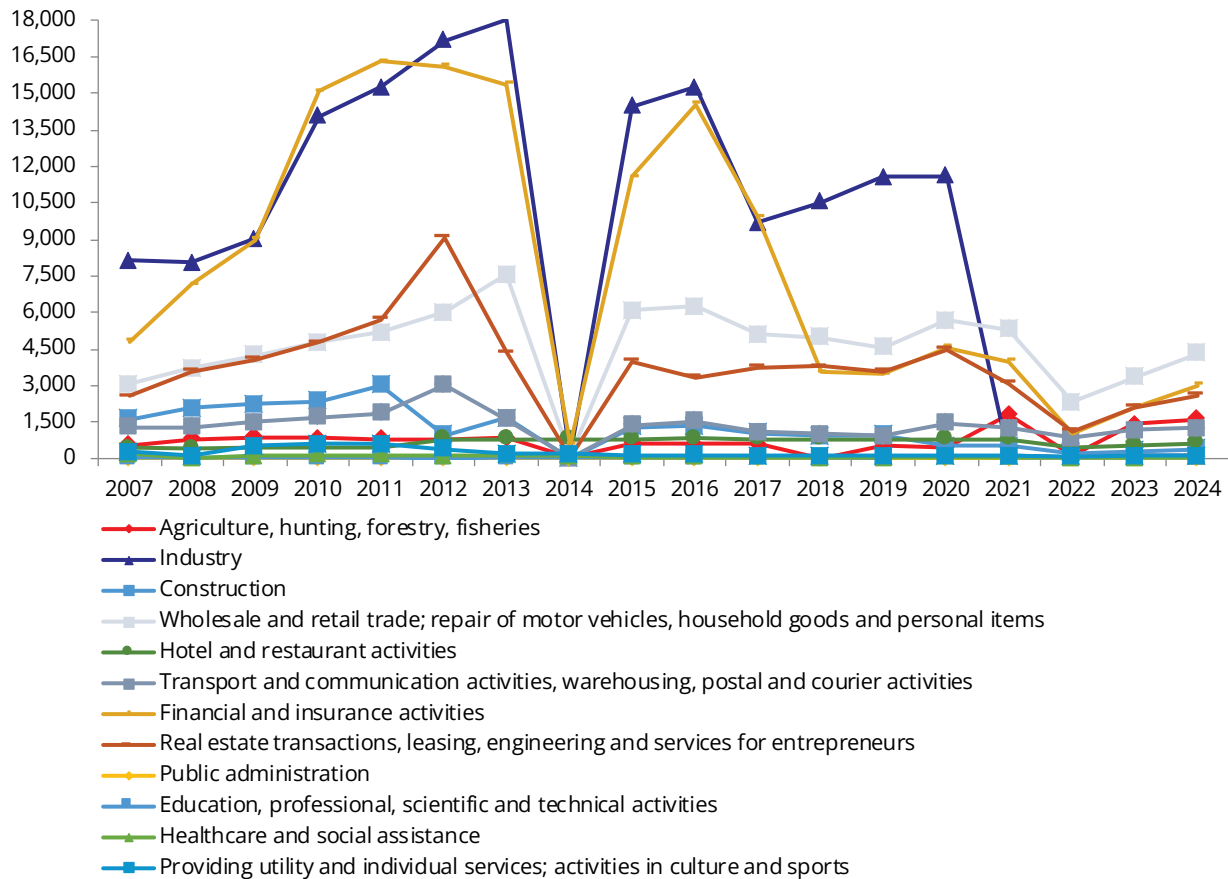 18,000
16,500
15,000
13,500
12,000
10,500
9,000
7,500
6,000
4,500
3,000
1,500
0
2007 2008 2009 2010 2011 2012 2013 2014 2015 2016 2017 2018 2019 2020 2021 2022 2023 2024
Agriculture, hunting, forestry, fisheries
Industry
Construction
Wholesale and retail trade; repair of motor vehicles, household goods and personal items
Hotel and restaurant activities
Transport and communication activities, warehousing, postal and courier activities
Financial and insurance activities
Real estate transactions, leasing, engineering and services for entrepreneurs
Public administration
Education, professional, scientific and technical activities
Healthcare and social assistance
Providing utility and individual services; activities in culture and sports